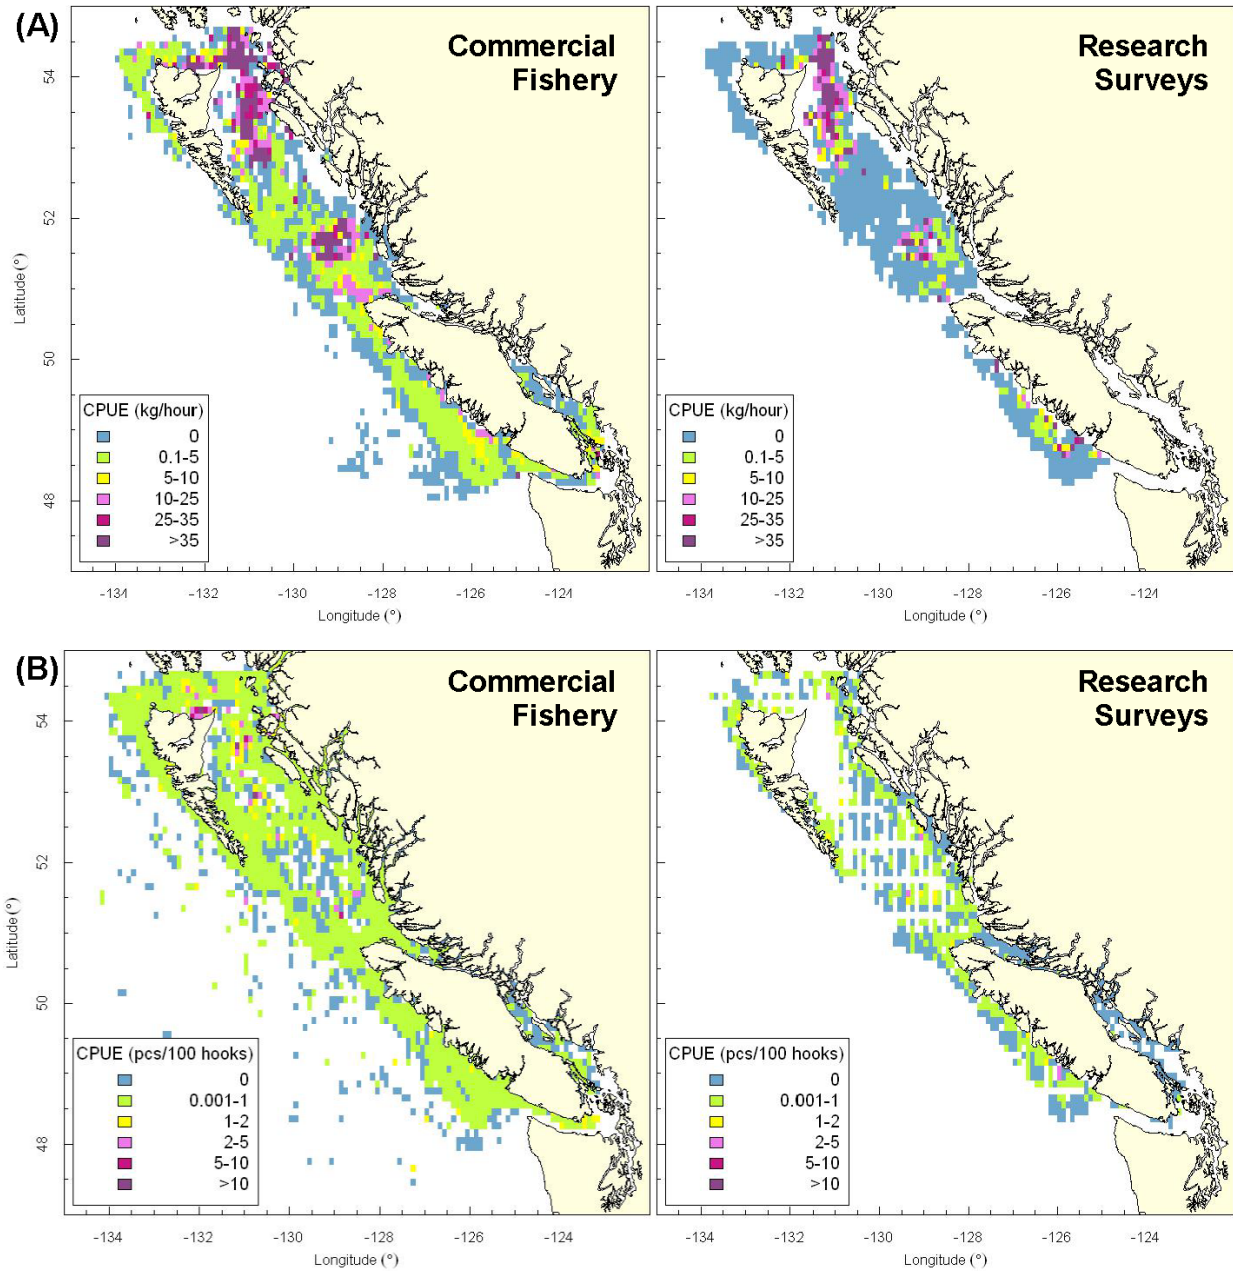 (A)
Commercial
Fishery
Research
Surveys
54
52
50
48
Latitude (°)
CPUE (kg/hour)
0
0.1-5
5-10
10-25
25-35
>35
CPUE (kg/hour)
0
0.1-5
5-10
10-25
25-35
>35
-134 -132 -130 -128 -126 -124
-134 -132 -130 -128 -126 -124
Longitude (°)
Longitude (°)
(B)
Commercial
Fishery
Research
Surveys
54
52
50
48
Latitude (°)
CPUE (pcs/100 hooks)
0
0.001-1
1-2
2-5
5-10
>10
CPUE (pcs/100 hooks)
0
0.001-1
1-2
2-5
5-10
>10
-134 -132 -130 -128 -126 -124
-134 -132 -130 -128 -126 -124
Longitude (°)
Longitude (°)